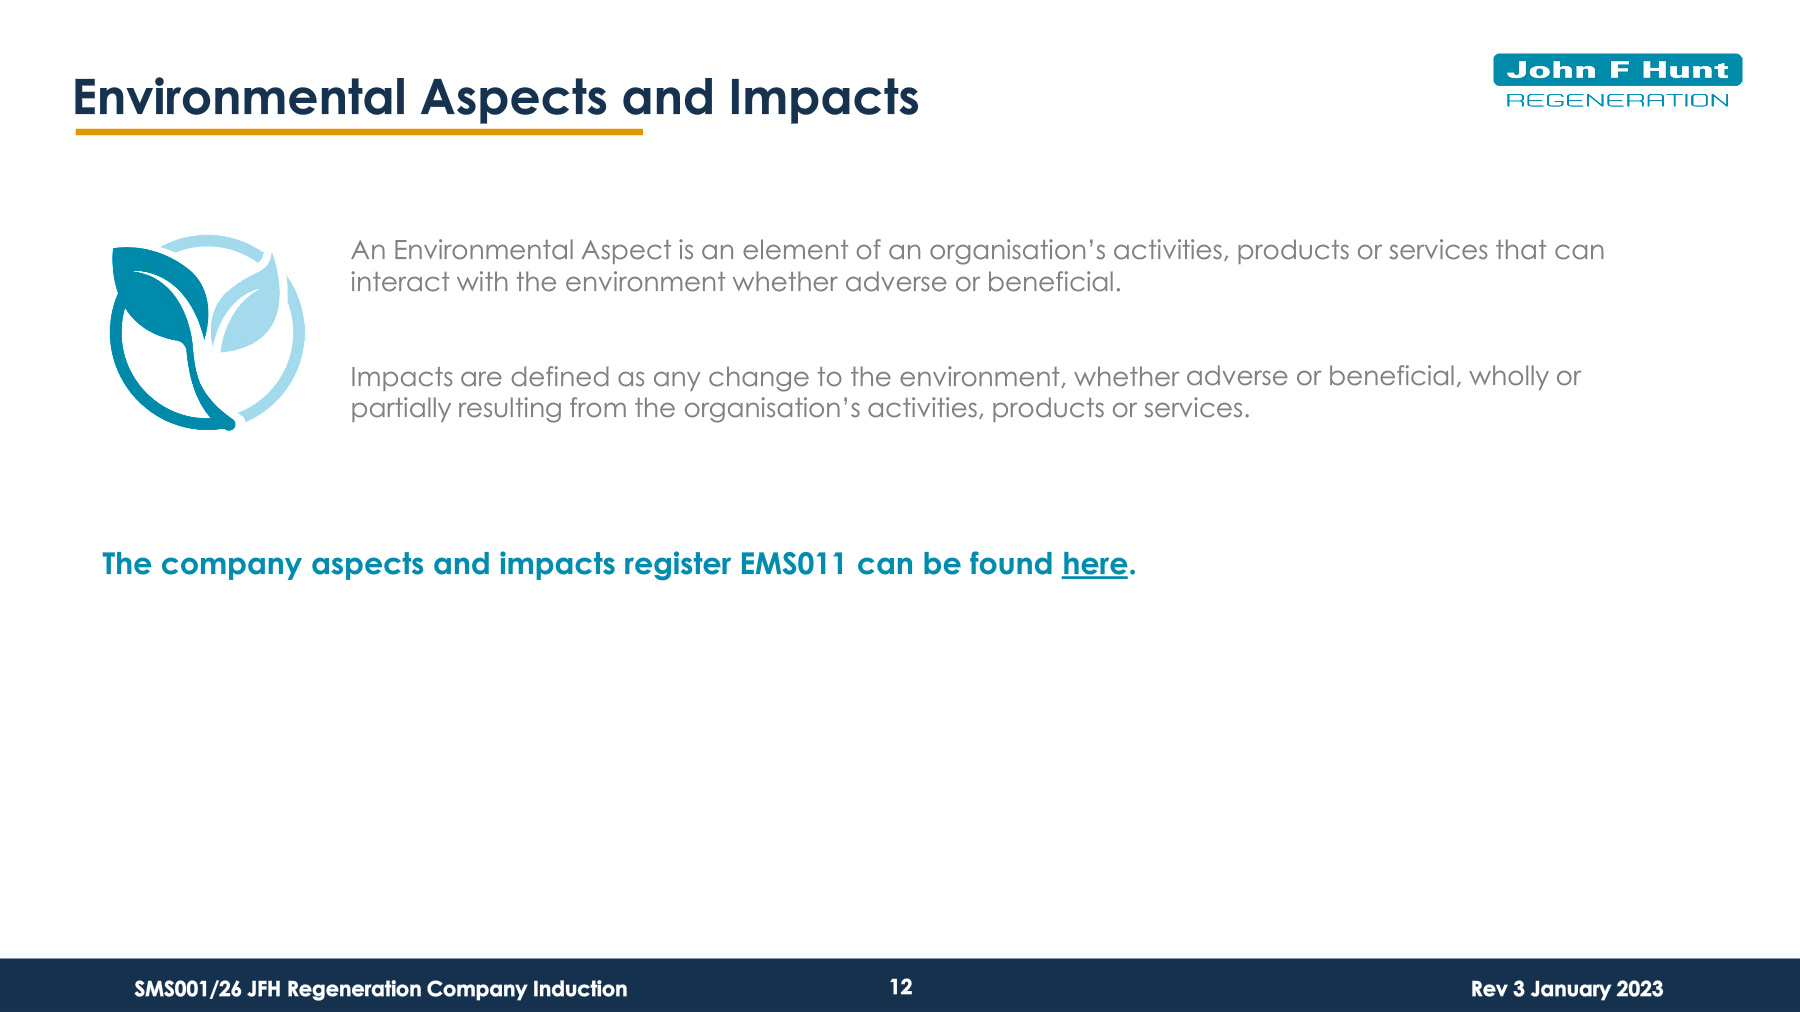 Environmental Aspects and Impacts
John F Hunt
REGENERATION
An Environmental Aspect is an element of an organisation’s activities, products or services that can
interact with the environment whether adverse or beneficial.
Impacts are defined as any change to the environment, whether adverse or beneficial, wholly or
partially resulting from the organisation’s activities, products or services.
The company aspects and impacts register EMS011 can be found here.
SMS001/26 JFH Regeneration Company Induction
12
Rev 3 January 2023